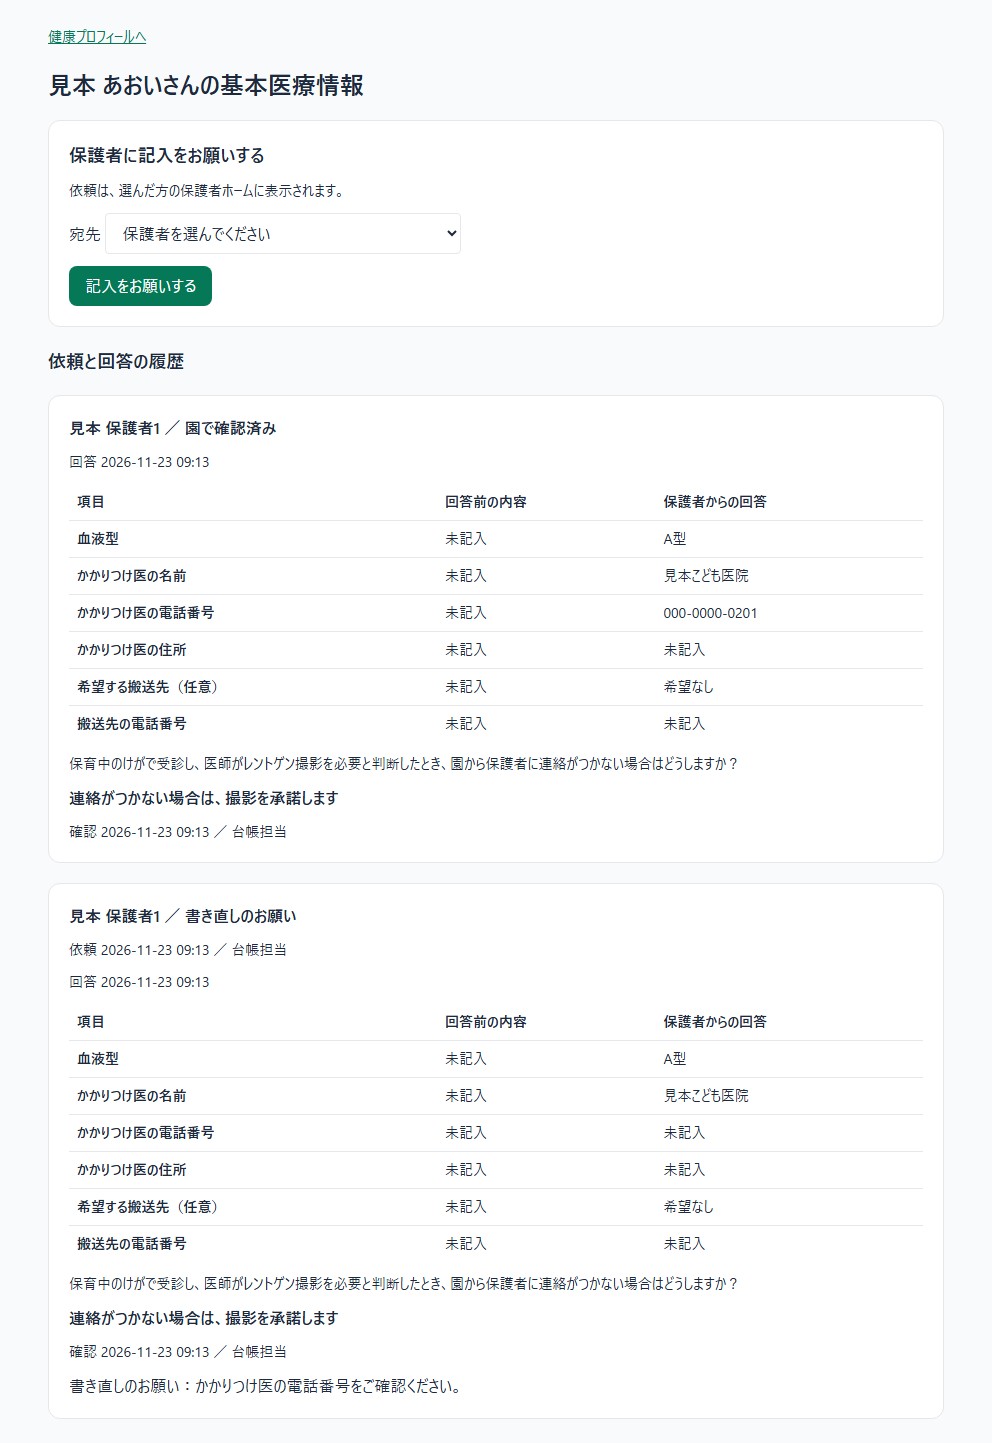 健康プロフィールへ
見本 あおいさんの基本医療情報
保護者に記入をお願いする
依頼は、選んだ方の保護者ホームに表示されます。
宛先 保護者を選んでください
記入をお願いする
依頼と回答の履歴
見本 保護者1 ／ 園で確認済み
回答 2026-11-23 09:13
項目 回答前の内容 保護者からの回答
血液型 未記入 A型
かかりつけ医の名前 未記入 見本こども医院
かかりつけ医の電話番号 未記入 000-0000-0201
かかりつけ医の住所 未記入 未記入
希望する搬送先（任意） 未記入 希望なし
搬送先の電話番号 未記入 未記入
保育中のけがで受診し、医師がレントゲン撮影を必要と判断したとき、園から保護者に連絡がつかない場合はどうしますか？
連絡がつかない場合は、撮影を承諾します
確認 2026-11-23 09:13 ／ 台帳担当
見本 保護者1 ／ 書き直しのお願い
依頼 2026-11-23 09:13 ／ 台帳担当
回答 2026-11-23 09:13
項目 回答前の内容 保護者からの回答
血液型 未記入 A型
かかりつけ医の名前 未記入 見本こども医院
かかりつけ医の電話番号 未記入 未記入
かかりつけ医の住所 未記入 未記入
希望する搬送先（任意） 未記入 希望なし
搬送先の電話番号 未記入 未記入
保育中のけがで受診し、医師がレントゲン撮影を必要と判断したとき、園から保護者に連絡がつかない場合はどうしますか？
連絡がつかない場合は、撮影を承諾します
確認 2026-11-23 09:13 ／ 台帳担当
書き直しのお願い：かかりつけ医の電話番号をご確認ください。